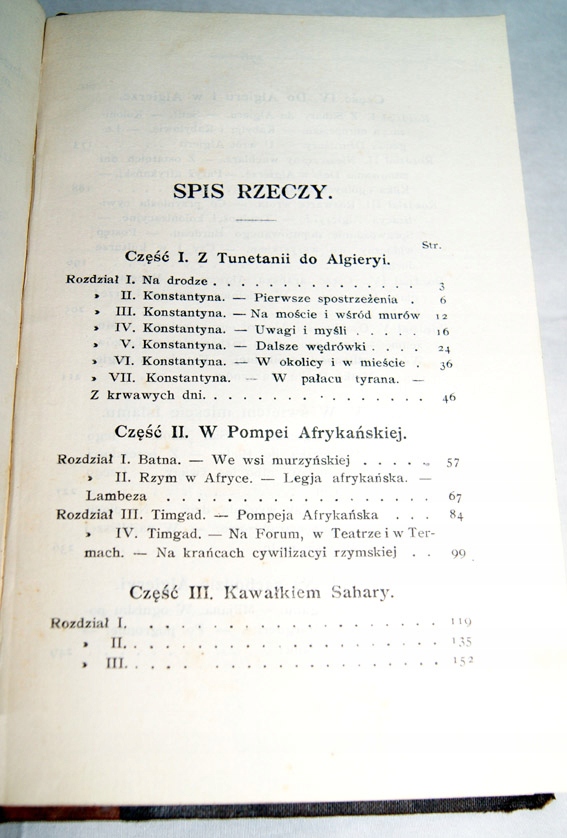 SPIS RZECZY.
Str.
Część I. Z Tunetanii do Algieryi.
Rozdział I. Na drodze . . . . . . . . . . . . . . . 3
» II. Konstantyna. — Pierwsze spostrzeżenia . 6
» III. Konstantyna. — Na moście i wśród murów 12
» IV. Konstantyna. — Uwagi i myśli . . . . . 16
» V. Konstantyna. — Dalsze wędrówki . . . . 24
» VI. Konstantyna. — W okolicy i w mieście . 36
» VII. Konstantyna. — W pałacu tyrana. —
Z krwawych dni. . . . . . . . . . . . . . . . 46
Część II. W Pompei Afrykańskiej.
Rozdział I. Batna. — We wsi murzyńskiej . . . . . 57
» II. Rzym w Afryce. — Legja afrykańska. —
Lambeza . . . . . . . . . . . . . . . . . . 67
Rozdział III. Timgad. — Pompeja Afrykańska . . . 84
» IV. Timgad. — Na Forum, w Teatrze i w Ter-
mach. — Na krańcach cywilizacyi rzymskiej . . 99
Część III. Kawałkiem Sahary.
Rozdział I. . . . . . . . . . . . . . . . . 119
» II. . . . . . . . . . . . . . . . . 135
» III. . . . . . . . . . . . . . . . . 152